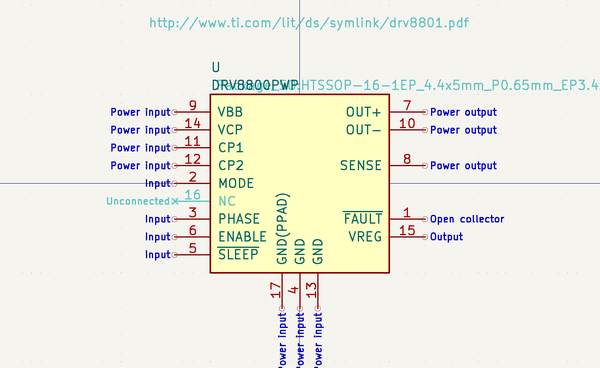 http://www.ti.com/lit/ds/symlink/drv8801.pdf
U
DRV8800PWP HTSSOP-16-1EP_4.4x5mm_P0.65mm_EP3.4x
Power input 9 VBB OUT+ 7 Power output
Power input 14 VCP OUT- 10 Power output
Power input 11 CP1
Power input 12 CP2 SENSE 8 Power output
Input 2 MODE
Unconnected 16 NC
Input 3 PHASE FAULT 1 Open collector
Input 6 ENABLE VREG 15 Output
Input 5 SLEEP
GND(PPAD) GND GND
17 4 13
Power input Power input Power input